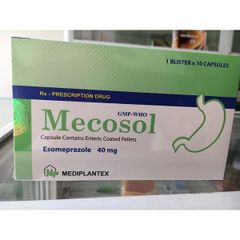 1 BLISTER x 10 CAPSULES
Rx - PRESCRIPTION DRUG
GMP-WHO
Mecosol
Capsule Contains Enteric Coated Pellets
Esomeprazole 40 mg
MEDIPLANTEX